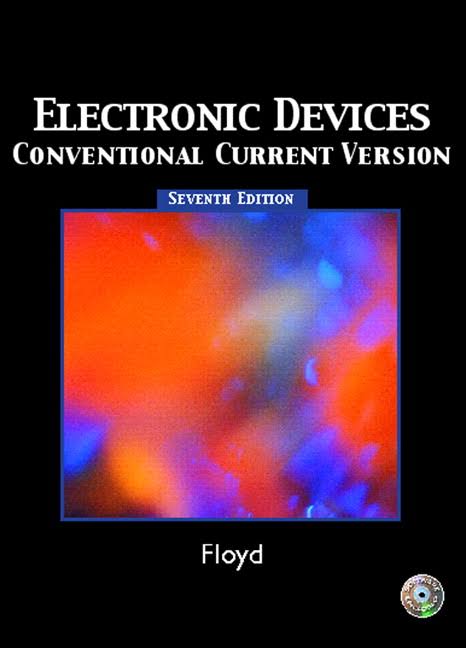 ELECTRONIC DEVICES
CONVENTIONAL CURRENT VERSION
SEVENTH EDITION
Floyd